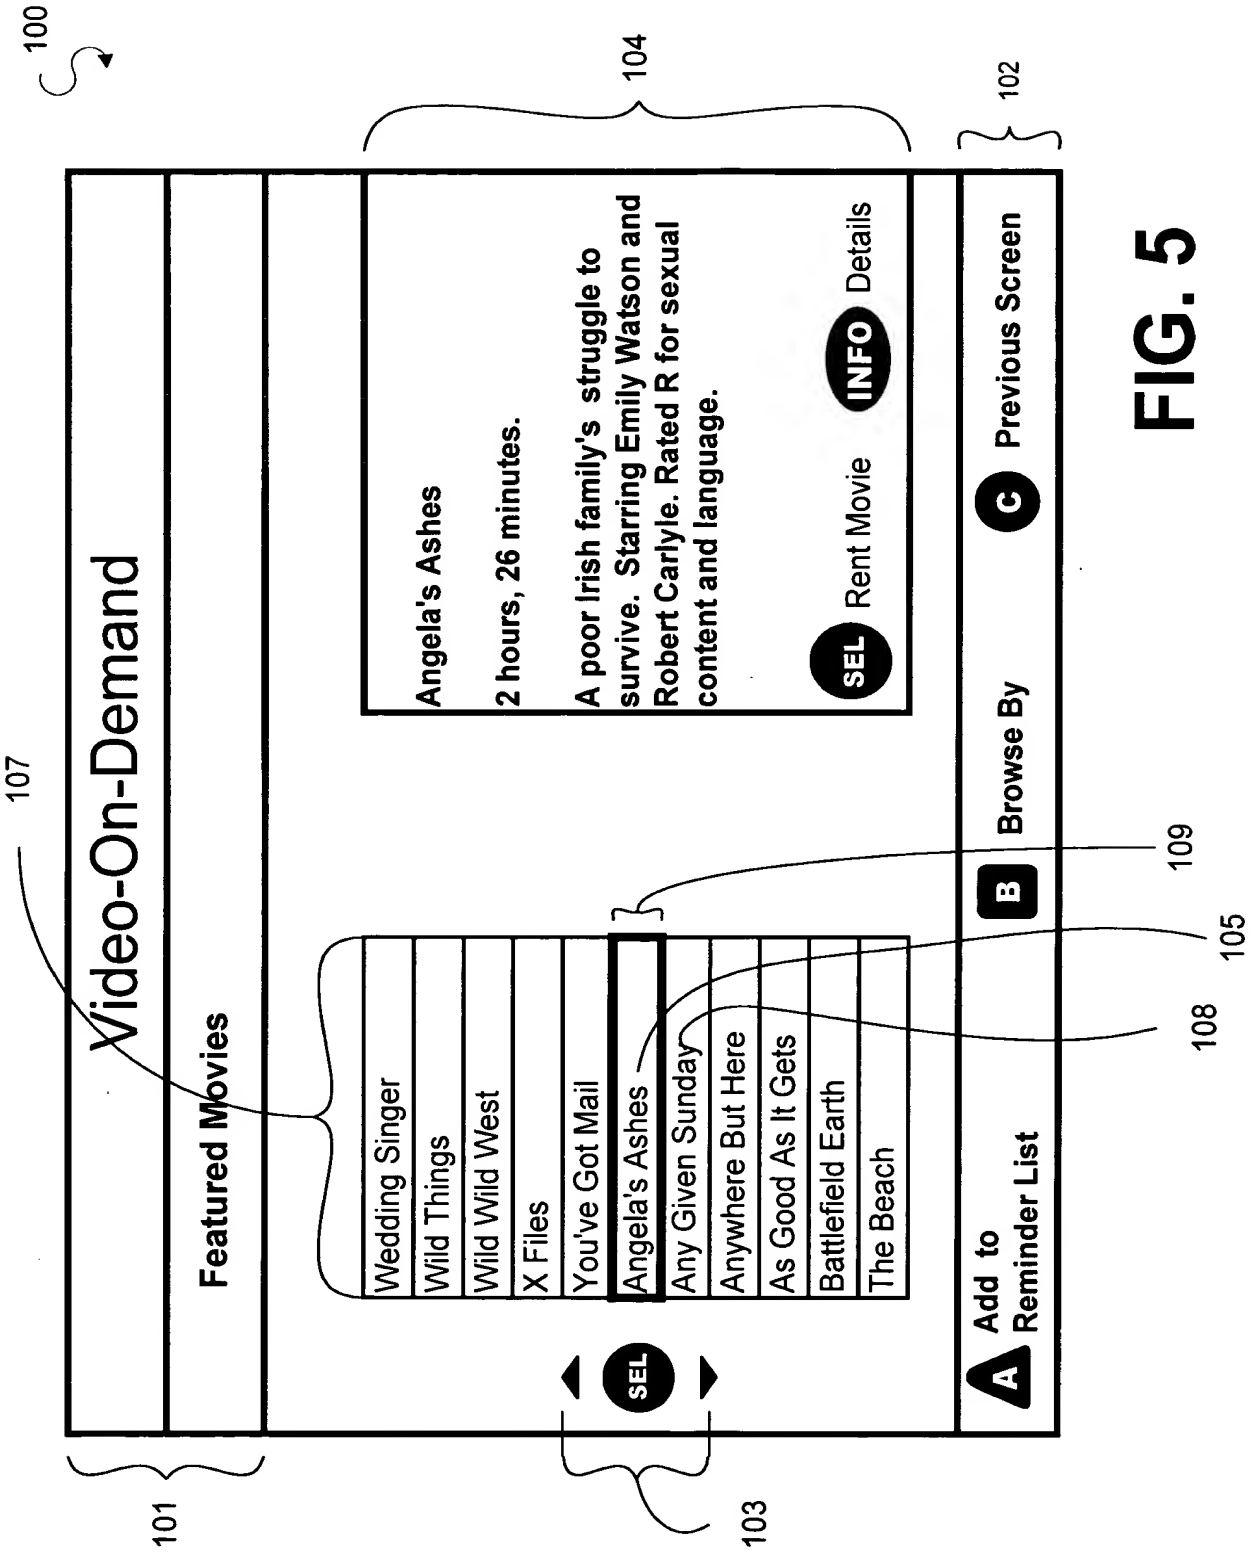 100
107
Video-On-Demand
101
Featured Movies
Wedding Singer
Wild Things
Wild Wild West
X Files
You've Got Mail
Angela's Ashes
Any Given Sunday
Anywhere But Here
As Good As It Gets
Battlefield Earth
The Beach
SEL
103
104
Angela's Ashes
2 hours, 26 minutes.
A poor Irish family's struggle to
survive. Starring Emily Watson and
Robert Carlyle. Rated R for sexual
content and language.
SEL Rent Movie INFO Details
102
A Add to
Reminder List
B Browse By
C Previous Screen
109
105
108
FIG. 5